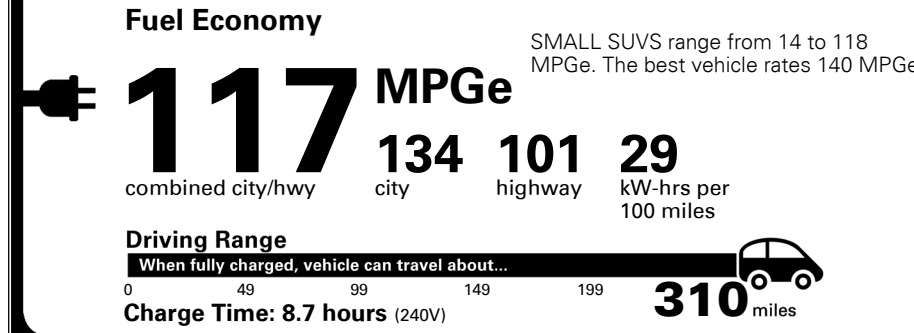 Fuel Economy
SMALL SUVS range from 14 to 118
MPGe. The best vehicle rates 140 MPGe
117 MPGe
combined city/hwy
134 city
101 highway
29 kW-hrs per
100 miles
Driving Range
When fully charged, vehicle can travel about...
0 49 99 149 199 310 miles
Charge Time: 8.7 hours (240V)